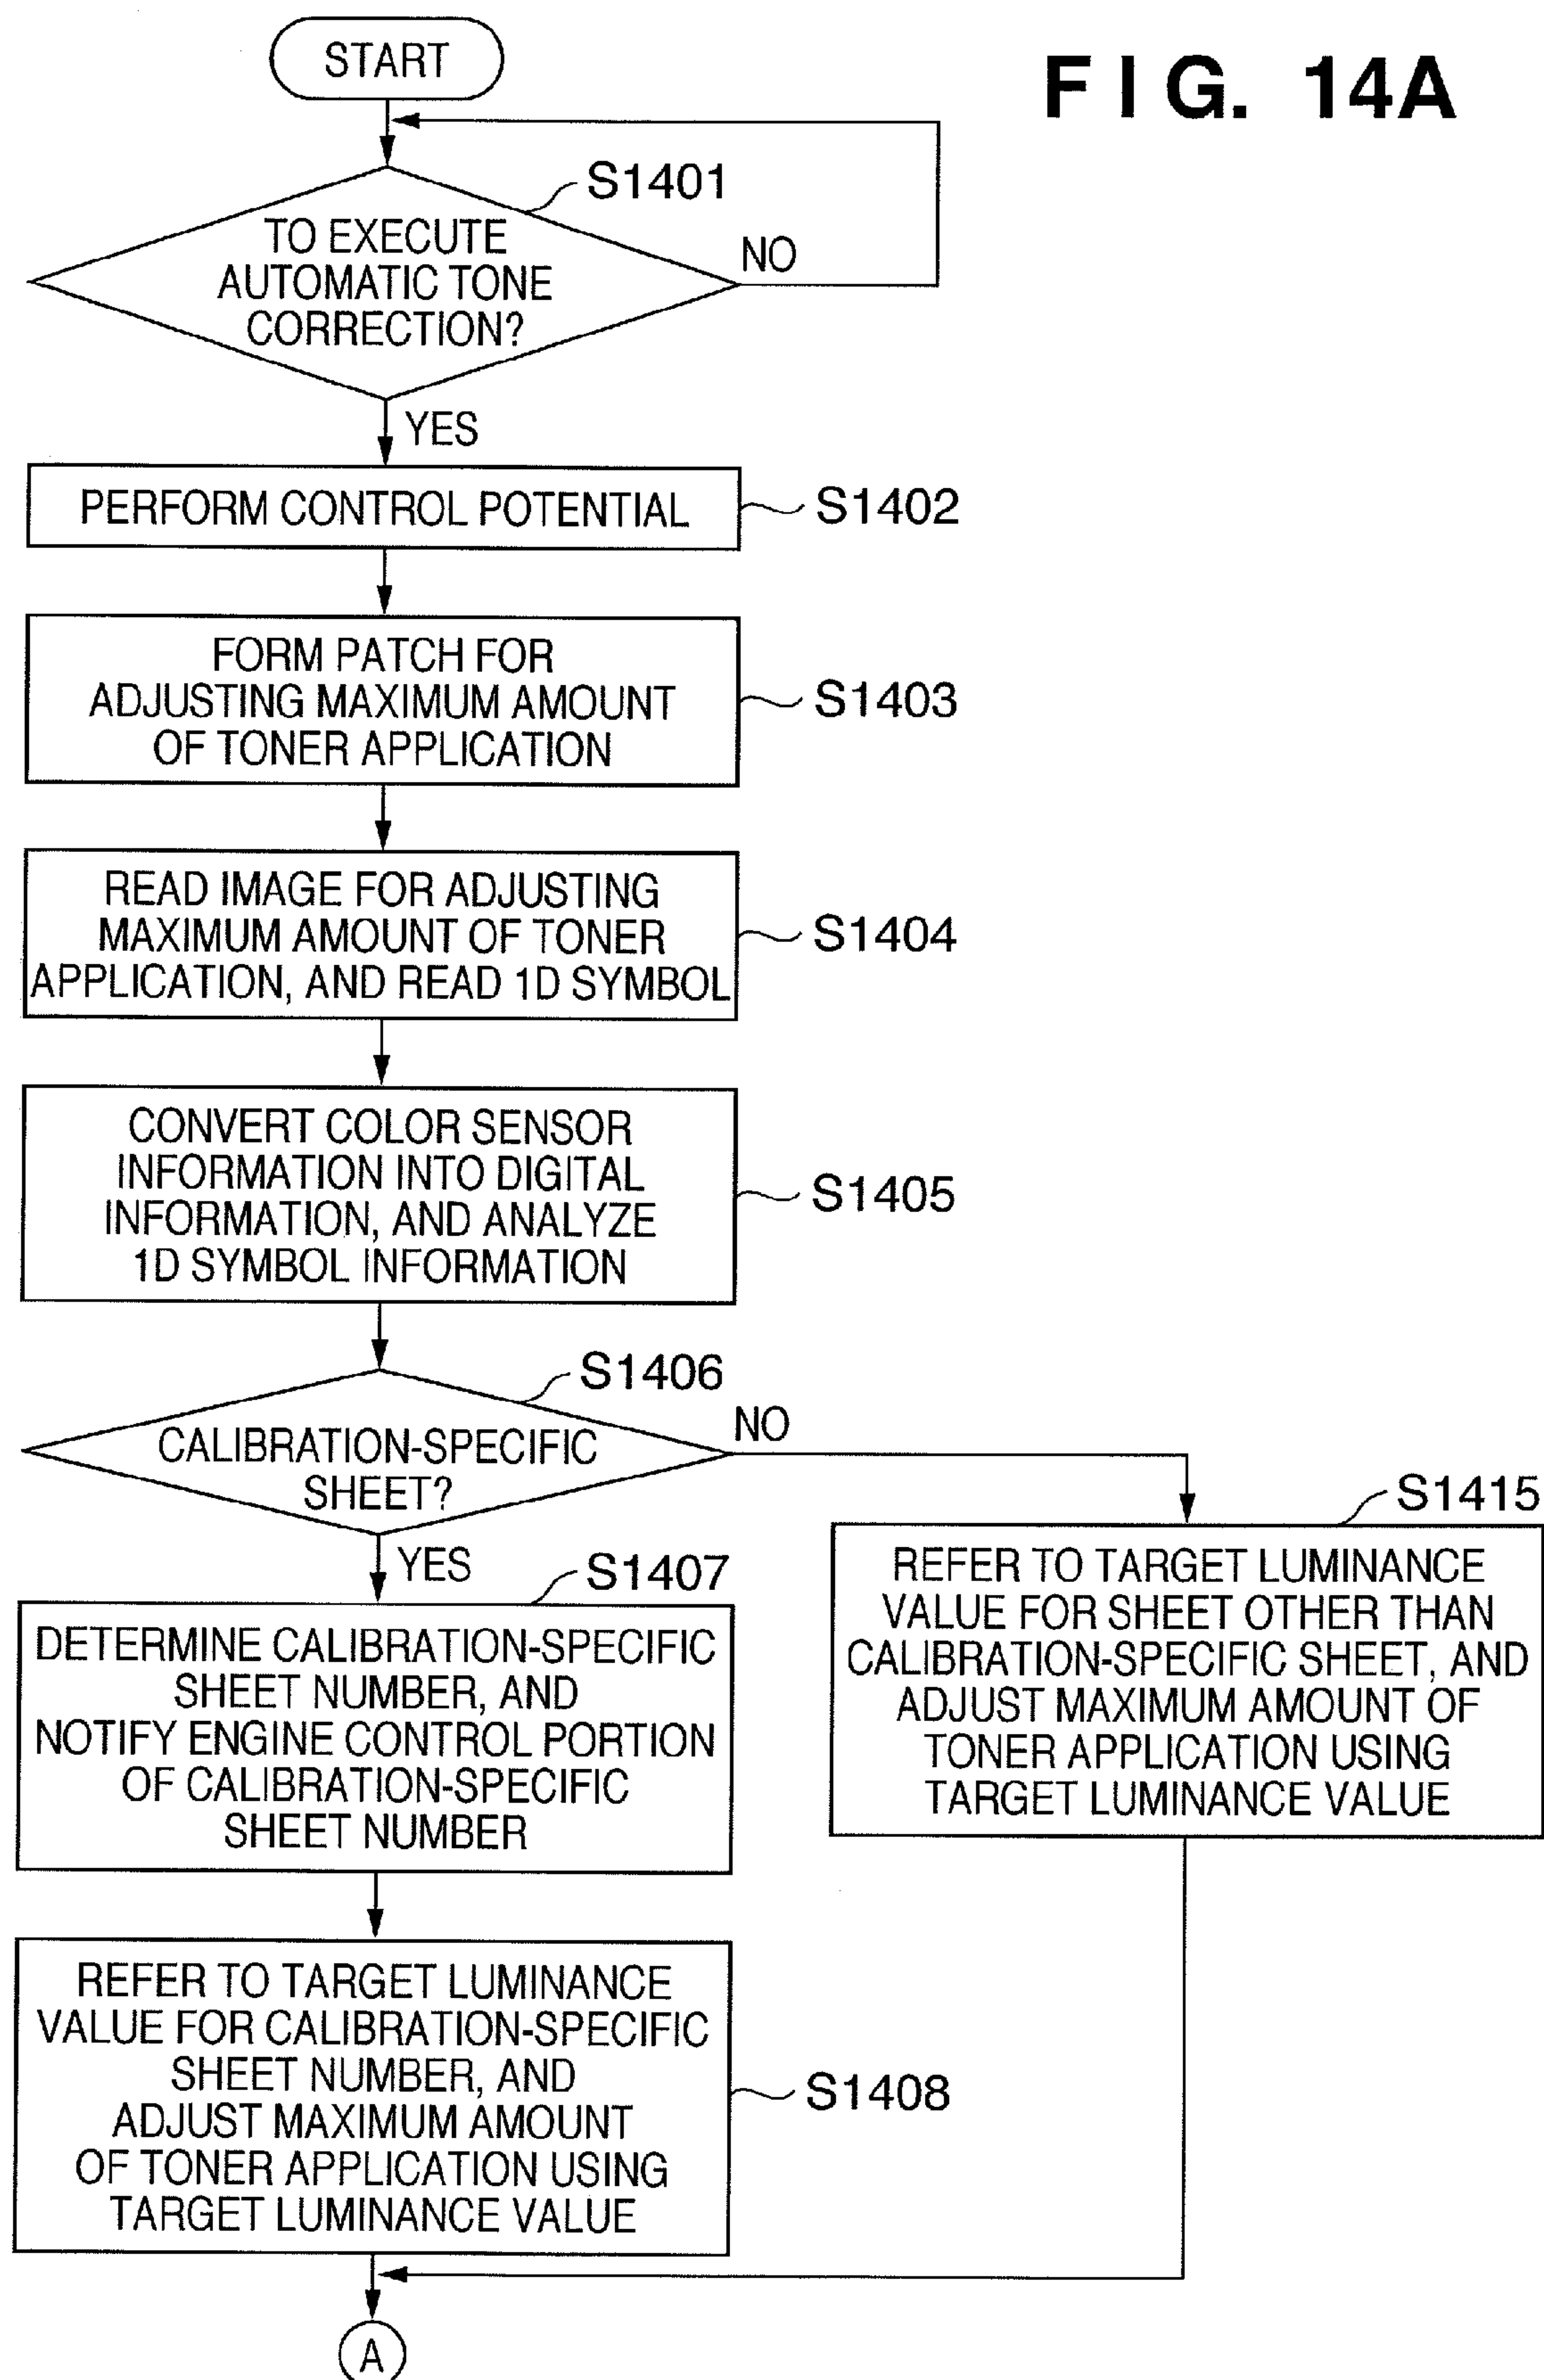 START
F I G. 14A
S1401
TO EXECUTE
AUTOMATIC TONE
CORRECTION?
NO
YES
PERFORM CONTROL POTENTIAL
S1402
FORM PATCH FOR
ADJUSTING MAXIMUM AMOUNT
OF TONER APPLICATION
S1403
READ IMAGE FOR ADJUSTING
MAXIMUM AMOUNT OF TONER
APPLICATION, AND READ 1D SYMBOL
S1404
CONVERT COLOR SENSOR
INFORMATION INTO DIGITAL
INFORMATION, AND ANALYZE
1D SYMBOL INFORMATION
S1405
S1406
CALIBRATION-SPECIFIC
SHEET?
NO
YES
S1407
DETERMINE CALIBRATION-SPECIFIC
SHEET NUMBER, AND
NOTIFY ENGINE CONTROL PORTION
OF CALIBRATION-SPECIFIC
SHEET NUMBER
S1415
REFER TO TARGET LUMINANCE
VALUE FOR SHEET OTHER THAN
CALIBRATION-SPECIFIC SHEET, AND
ADJUST MAXIMUM AMOUNT OF
TONER APPLICATION USING
TARGET LUMINANCE VALUE
REFER TO TARGET LUMINANCE
VALUE FOR CALIBRATION-SPECIFIC
SHEET NUMBER, AND
ADJUST MAXIMUM AMOUNT
OF TONER APPLICATION USING
TARGET LUMINANCE VALUE
S1408
A